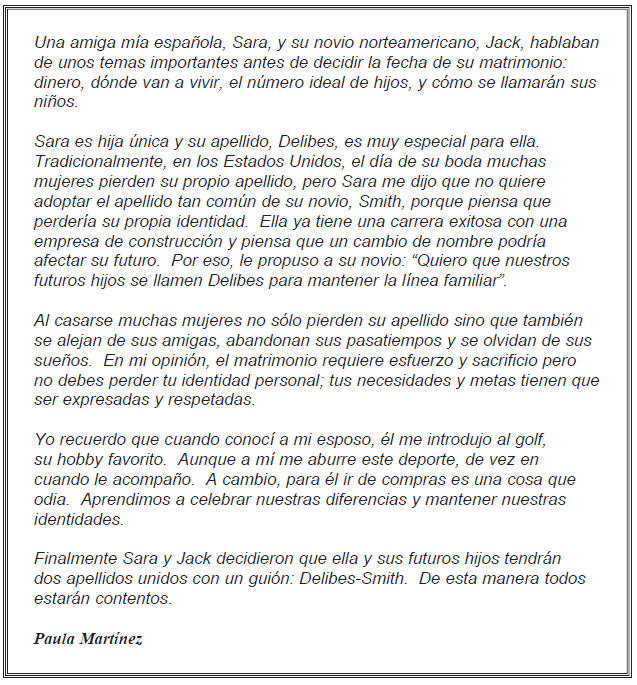 Una amiga mía española, Sara, y su novio norteamericano, Jack, hablaban
de unos temas importantes antes de decidir la fecha de su matrimonio:
dinero, dónde van a vivir, el número ideal de hijos, y cómo se llamarán sus
niños.
Sara es hija única y su apellido, Delibes, es muy especial para ella.
Tradicionalmente, en los Estados Unidos, el día de su boda muchas
mujeres pierden su propio apellido, pero Sara me dijo que no quiere
adoptar el apellido tan común de su novio, Smith, porque piensa que
perdería su propia identidad. Ella ya tiene una carrera exitosa con una
empresa de construcción y piensa que un cambio de nombre podría
afectar su futuro. Por eso, le propuso a su novio: “Quiero que nuestros
futuros hijos se llamen Delibes para mantener la línea familiar”.
Al casarse muchas mujeres no sólo pierden su apellido sino que también
se alejan de sus amigas, abandonan sus pasatiempos y se olvidan de sus
sueños. En mi opinión, el matrimonio requiere esfuerzo y sacrificio pero
no debes perder tu identidad personal; tus necesidades y metas tienen que
ser expresadas y respetadas.
Yo recuerdo que cuando conocí a mi esposo, él me introdujo al golf,
su hobby favorito. Aunque a mí me aburre este deporte, de vez en
cuando le acompaño. A cambio, para él ir de compras es una cosa que
odia. Aprendimos a celebrar nuestras diferencias y mantener nuestras
identidades.
Finalmente Sara y Jack decidieron que ella y sus futuros hijos tendrán
dos apellidos unidos con un guión: Delibes-Smith. De esta manera todos
estarán contentos.
Paula Martínez